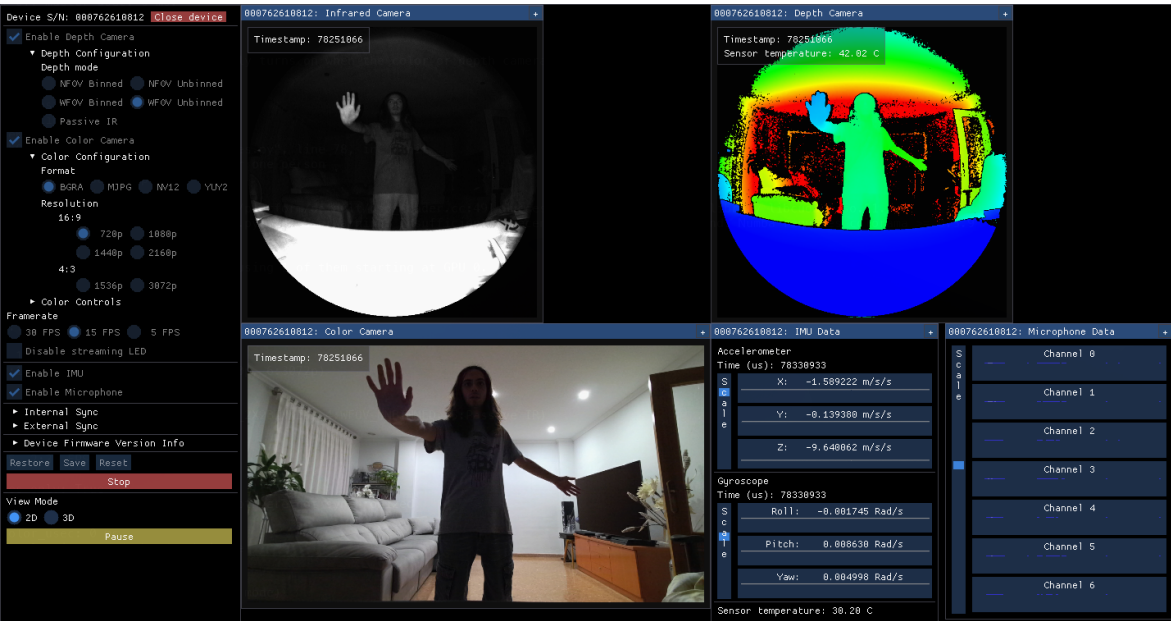 Device S/N: 000762610812 Close device
Enable Depth Camera
Depth Configuration
Depth mode
NFOV Binned NFOV Unbinned
WFOV Binned WFOV Unbinned
Passive IR
Enable Color Camera
Color Configuration
Format
BGRA MJPG NV12 YUY2
Resolution
16:9
720p 1080p
1440p 2160p
4:3
1536p 3072p
Color Controls
Framerate
30 FPS 15 FPS 5 FPS
Disable streaming LED
Enable IMU
Enable Microphone
Internal Sync
External Sync
Device Firmware Version Info
Restore Save Reset
Stop
View Mode
2D 3D
Pause
000762610812: Infrared Camera +
Timestamp: 78251066
000762610812: Depth Camera +
Timestamp: 78251066
Sensor temperature: 42.02 C
000762610812: Color Camera +
Timestamp: 78251066
000762610812: IMU Data +
Accelerometer
Time (us): 78330933
Scale
X: -1.589222 m/s/s
Y: -0.139380 m/s/s
Z: -9.640062 m/s/s
Gyroscope
Time (us): 78330933
Scale
Roll: -0.001745 Rad/s
Pitch: 0.008630 Rad/s
Yaw: 0.004998 Rad/s
Sensor temperature: 30.20 C
000762610812: Microphone Data +
Scale
Channel 0
Channel 1
Channel 2
Channel 3
Channel 4
Channel 5
Channel 6